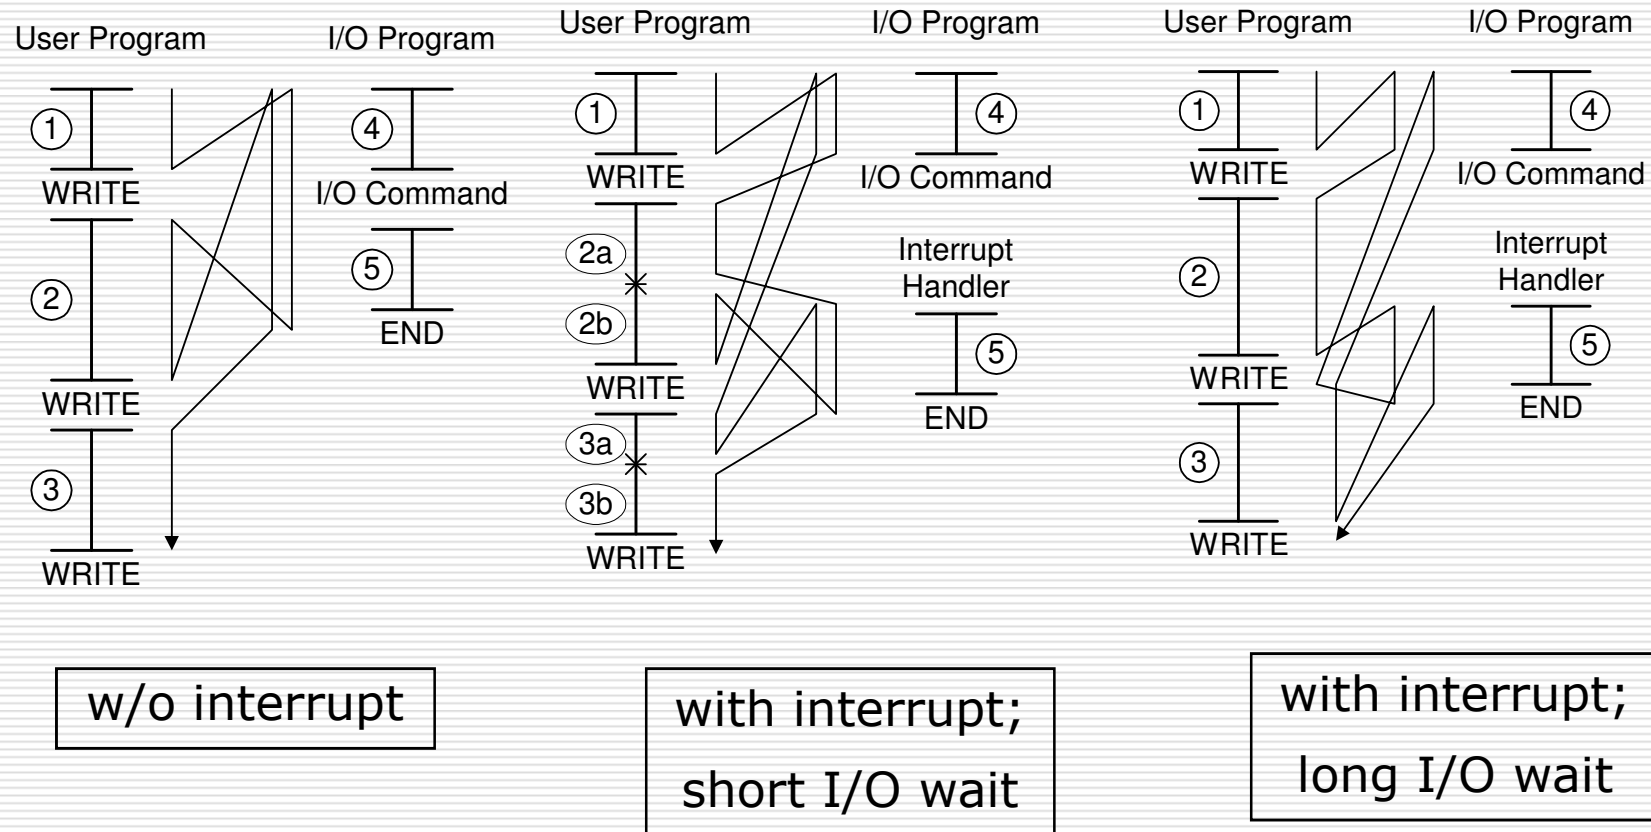 User Program
I/O Program
1
4
WRITE
I/O Command
2
5
END
WRITE
3
WRITE
w/o interrupt
User Program
I/O Program
1
4
WRITE
I/O Command
2a
Interrupt
Handler
2b
5
WRITE
END
3a
3b
WRITE
with interrupt;
short I/O wait
User Program
I/O Program
1
4
WRITE
I/O Command
Interrupt
Handler
2
5
WRITE
END
3
WRITE
with interrupt;
long I/O wait